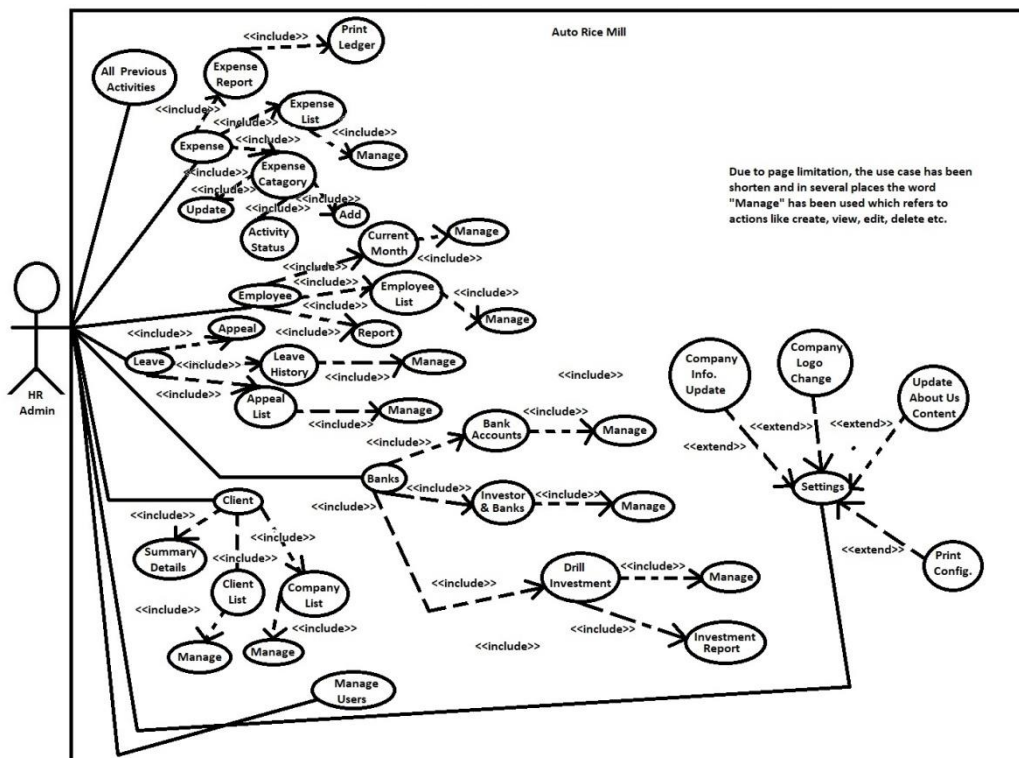 Auto Rice Mill
Print
Ledger
<<include>>
Expense
Report
All Previous
Activities
<<include>>
Expense
List
<<include>>
<<include>>
Expense
<<include>>
Manage
Expense
Catagory
<<include>>
<<include>>
Update
<<include>>
Add
Activity
Status
Due to page limitation, the use case has been
shorten and in several places the word
"Manage" has been used which refers to
actions like create, view, edit, delete etc.
Current
Month
Manage
<<include>>
<<include>>
Employee
<<include>>
Employee
List
<<include>>
<<include>>
Manage
<<include>>
Appeal
<<include>>
Report
Leave
<<include>>
Leave
History
<<include>>
Manage
<<include>>
Appeal
List
<<include>>
Manage
HR
Admin
<<include>>
Company
Info.
Update
Company
Logo
Change
Update
About Us
Content
<<extend>>
<<extend>>
<<extend>>
Settings
<<extend>>
Print
Config.
Bank
Accounts
<<include>>
Manage
<<include>>
Banks
<<include>>
Investor
& Banks
<<include>>
Manage
<<include>>
Client
<<include>>
<<include>>
Summary
Details
<<include>>
Client
List
Company
List
<<include>>
<<include>>
Manage
Manage
<<include>>
Drill
Investment
<<include>>
Manage
<<include>>
<<include>>
Investment
Report
Manage
Users